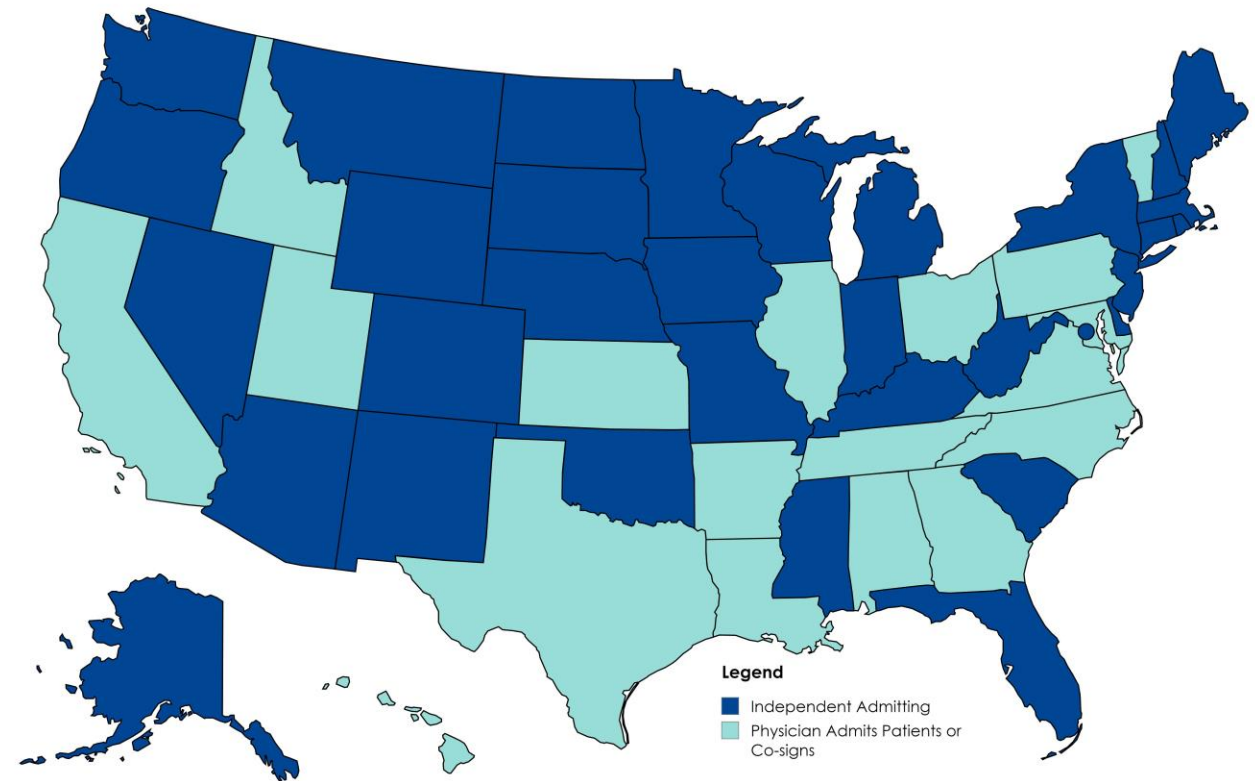 Legend
Independent Admitting
Physician Admits Patients or
Co-signs